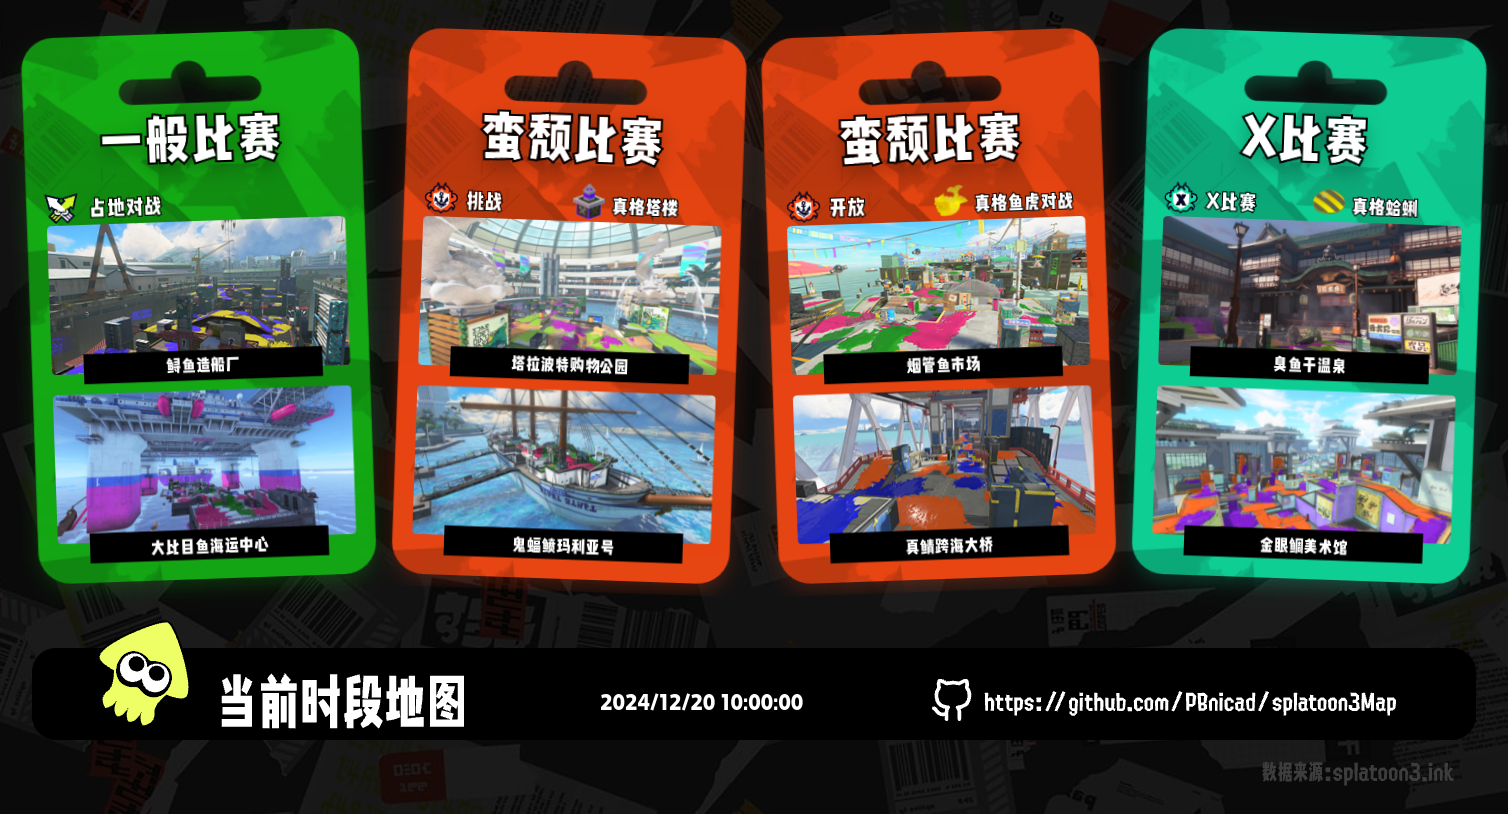 一般比赛
占地对战
鲟鱼造船厂
大比目鱼海运中心
蛮颓比赛
挑战
真格塔楼
塔拉波特购物公园
鬼蝠鲼玛利亚号
蛮颓比赛
开放
真格鱼虎对战
烟管鱼市场
真鲭跨海大桥
X比赛
X比赛
真格蛤蜊
臭鱼干温泉
金眼鲷美术馆
当前时段地图
2024/12/20 10:00:00
https://github.com/PBnicad/splatoon3Map
数据来源:splatoon3.ink